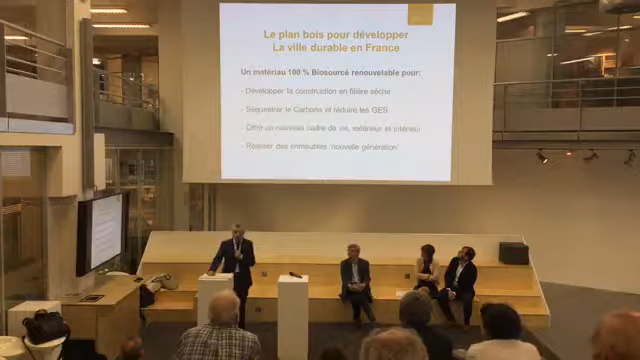 Le plan bois pour développer
La ville durable en France
Un matériau 100 % Biosourcé renouvelable pour:
- Développer la construction en filière sèche
- Séquestrer le Carbone et réduire les GES
- Offrir un nouveau cadre de vie, extérieur et intérieur
- Réaliser des immeubles 'nouvelle génération'